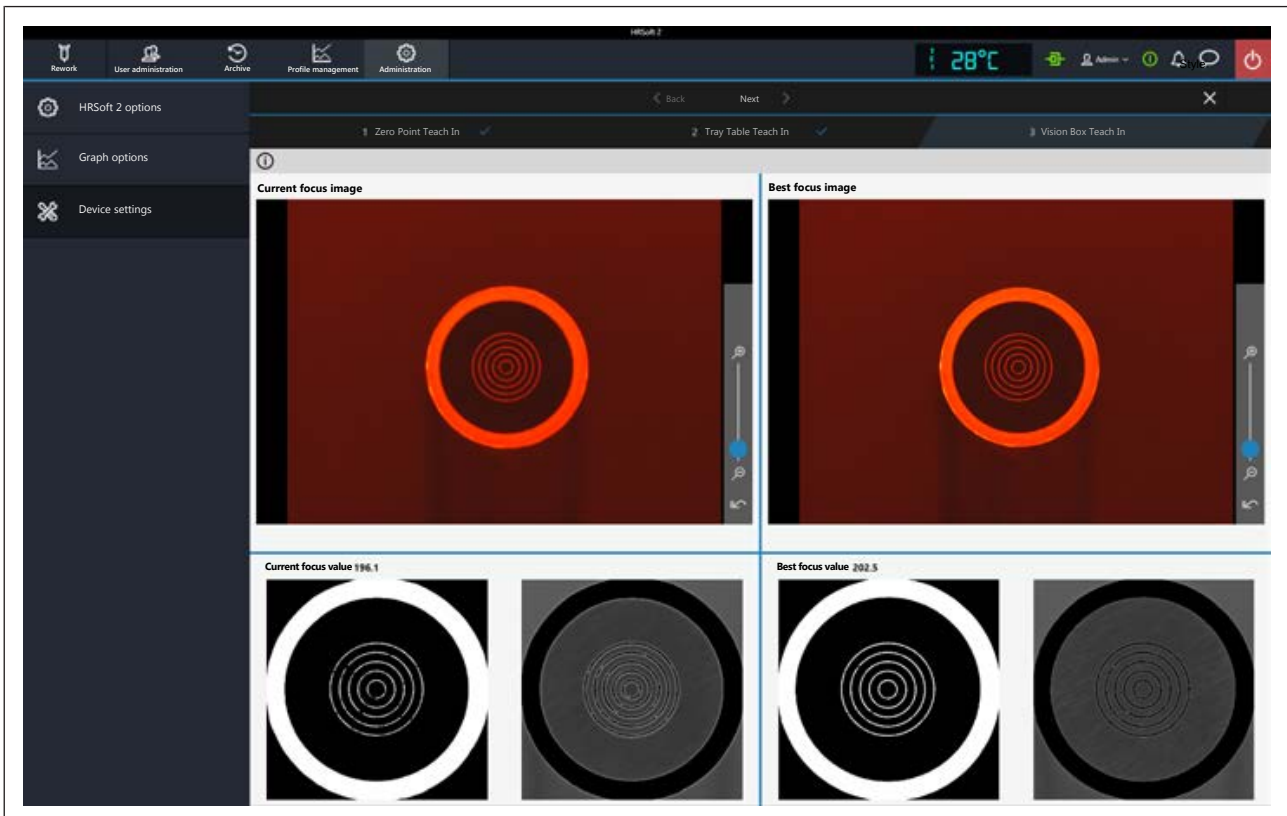 HRSoft 2
Rework User administration Archive Profile management Administration 28°C Admin Style
HRSoft 2 options
Graph options
Device settings
Back Next
1 Zero Point Teach In 2 Tray Table Teach In 3 Vision Box Teach In
Current focus image Best focus image
Current focus value 196.1 Best focus value 202.5